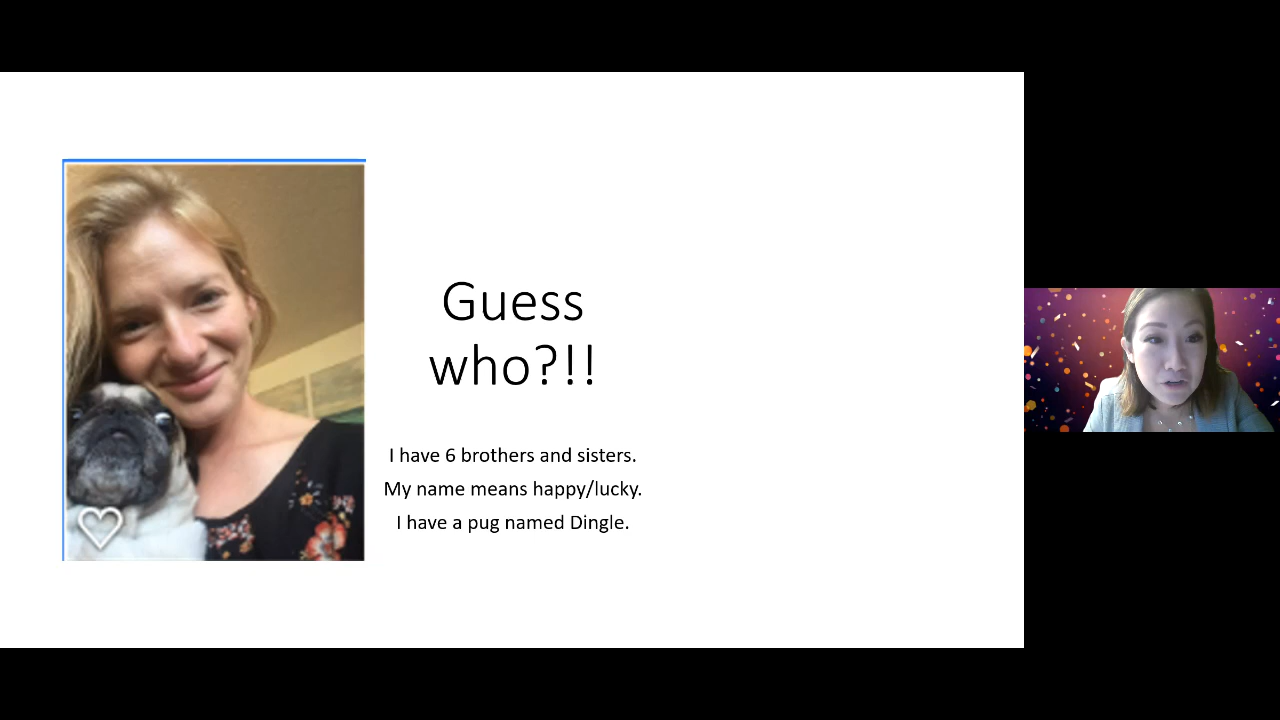 Guess
who?!!
I have 6 brothers and sisters.
My name means happy/lucky.
I have a pug named Dingle.